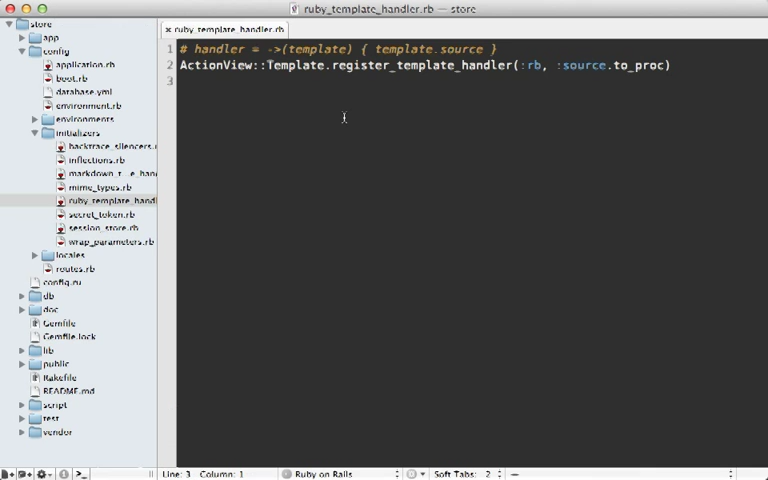 ruby_template_handler.rb — store
store
app
config
application.rb
boot.rb
database.yml
environment.rb
environments
initializers
backtrace_silencers.
inflections.rb
markdown_t...e_han
mime_types.rb
ruby_template_handl
secret_token.rb
session_store.rb
wrap_parameters.rb
locales
routes.rb
config.ru
db
doc
Gemfile
Gemfile.lock
lib
public
Rakefile
README.md
script
test
vendor
× ruby_template_handler.rb
1 # handler = ->(template) { template.source }
2 ActionView::Template.register_template_handler(:rb, :source.to_proc)
3
Line: 3 Column: 1 Ruby on Rails Soft Tabs: 2 —